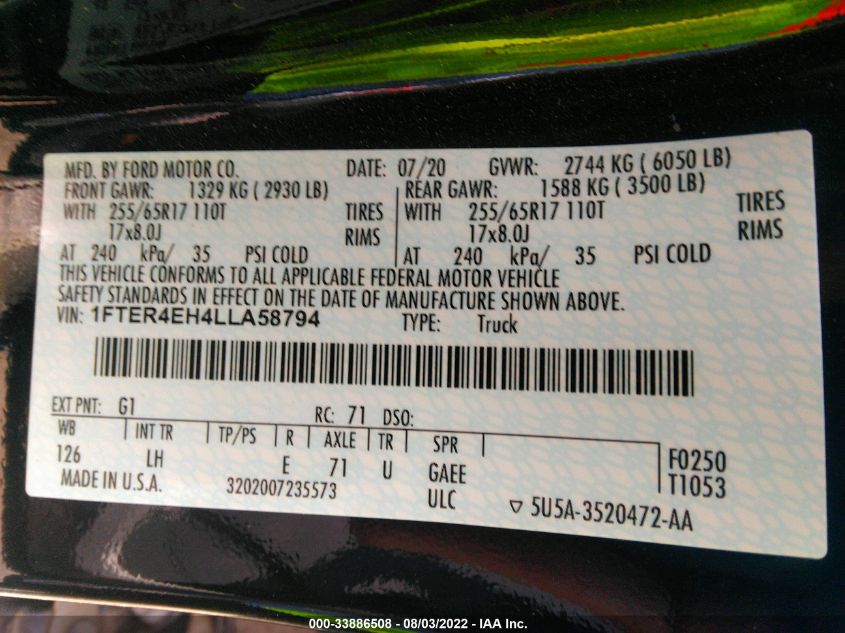 MFD. BY FORD MOTOR CO. DATE: 07/20 GVWR: 2744 KG ( 6050 LB)
FRONT GAWR: 1329 KG ( 2930 LB) REAR GAWR: 1588 KG ( 3500 LB)
WITH 255/65R17 110T TIRES WITH 255/65R17 110T TIRES
17x8.0J RIMS 17x8.0J RIMS
AT 240 kPa/ 35 PSI COLD AT 240 kPa/ 35 PSI COLD
THIS VEHICLE CONFORMS TO ALL APPLICABLE FEDERAL MOTOR VEHICLE
SAFETY STANDARDS IN EFFECT ON THE DATE OF MANUFACTURE SHOWN ABOVE.
VIN: 1FTER4EH4LLA58794 TYPE: Truck
EXT PNT: G1 RC: 71 DSO:
WB INT TR TP/PS R AXLE TR SPR
126 LH E 71 U GAEE F0250
MADE IN U.S.A. 3202007235573 ULC T1053
5U5A-3520472-AA
000-33886508 - 08/03/2022 - IAA Inc.